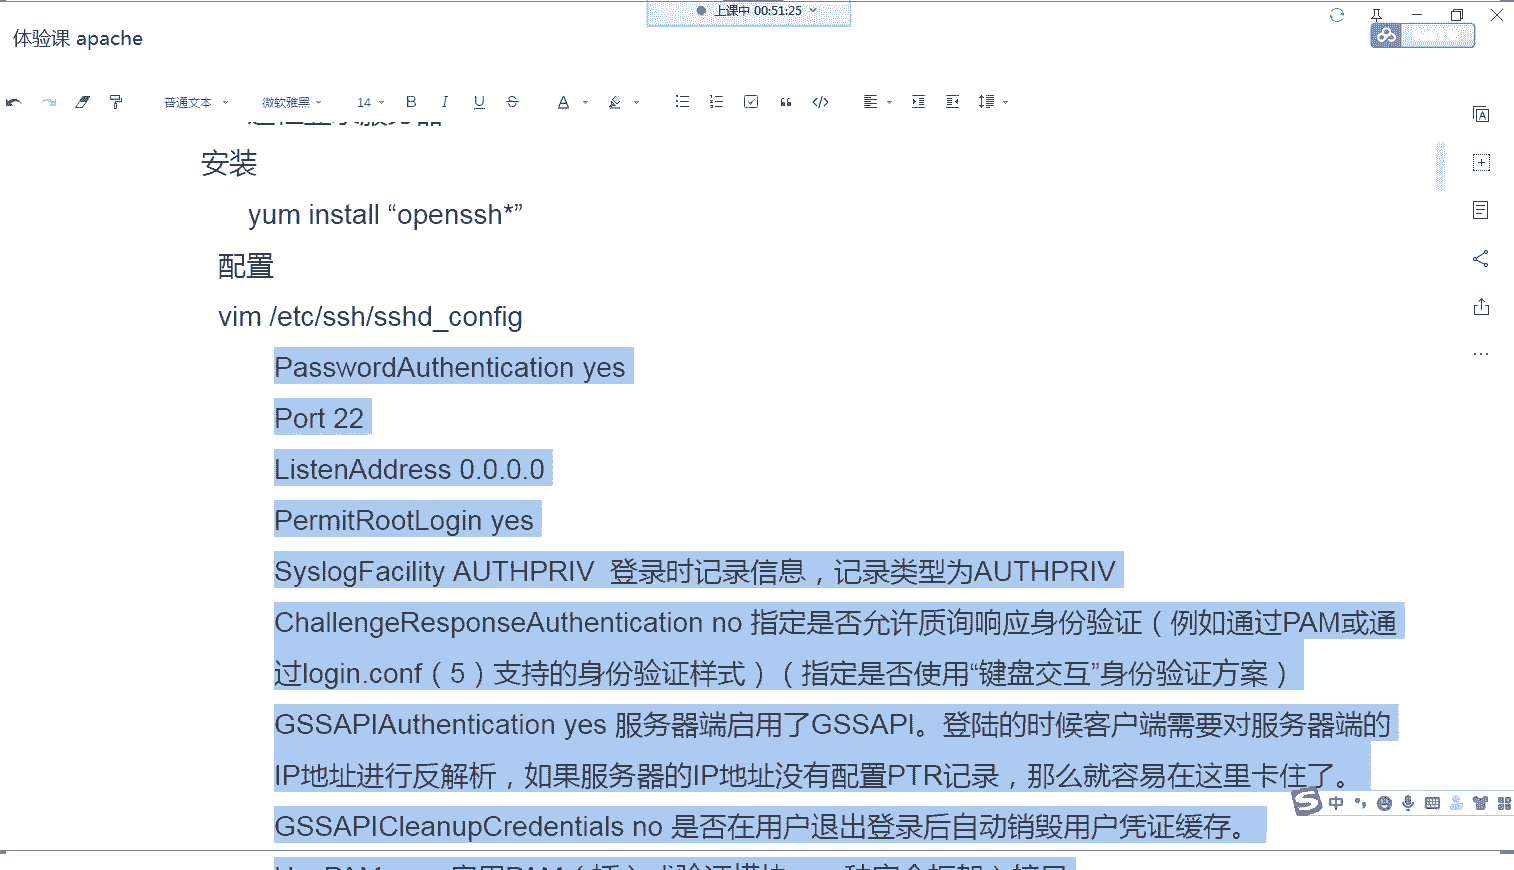 上课中 00:51:25
体验课 apache
普通文本
微软雅黑
14
B I U S A
安装
yum install “openssh*”
配置
vim /etc/ssh/sshd_config
PasswordAuthentication yes
Port 22
ListenAddress 0.0.0.0
PermitRootLogin yes
SyslogFacility AUTHPRIV 登录时记录信息，记录类型为AUTHPRIV
ChallengeResponseAuthentication no 指定是否允许质询响应身份验证（例如通过PAM或通
过login.conf（5）支持的身份验证样式）（指定是否使用“键盘交互”身份验证方案）
GSSAPIAuthentication yes 服务器端启用了GSSAPI。登陆的时候客户端需要对服务器端的
IP地址进行反解析，如果服务器的IP地址没有配置PTR记录，那么就容易在这里卡住了。
中
GSSAPICleanupCredentials no 是否在用户退出登录后自动销毁用户凭证缓存。